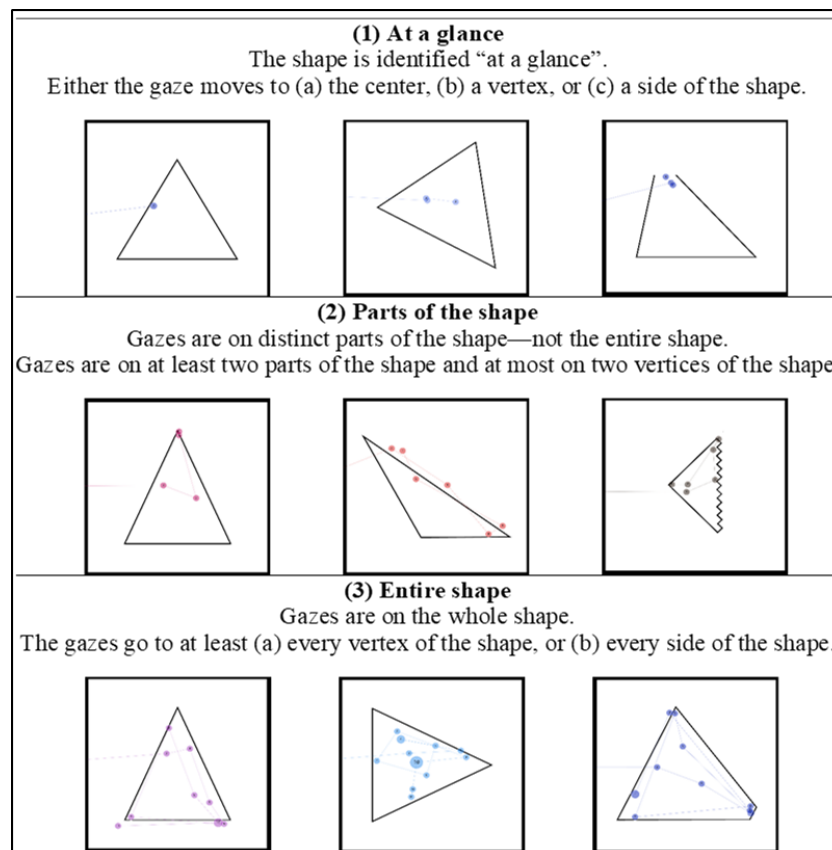 (1) At a glance
The shape is identified “at a glance”.
Either the gaze moves to (a) the center, (b) a vertex, or (c) a side of the shape.
(2) Parts of the shape
Gazes are on distinct parts of the shape—not the entire shape.
Gazes are on at least two parts of the shape and at most on two vertices of the shape
(3) Entire shape
Gazes are on the whole shape.
The gazes go to at least (a) every vertex of the shape, or (b) every side of the shape.